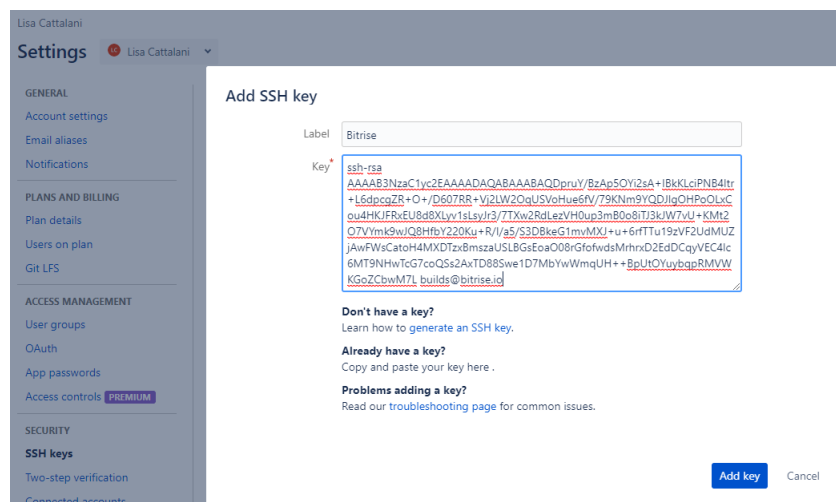 Lisa Cattalani
Settings
LC Lisa Cattalani
GENERAL
Account settings
Email aliases
Notifications
PLANS AND BILLING
Plan details
Users on plan
Git LFS
ACCESS MANAGEMENT
User groups
OAuth
App passwords
Access controls PREMIUM
SECURITY
SSH keys
Two-step verification
Connected accounts
Add SSH key
Label Bitrise
Key*
ssh-rsa
AAAAB3NzaC1yc2EAAAADAQABAAABAQDpruY/BzAp5OYi2sA+IBkKLciPNB4Itr
+L6dpcgZR+O+/D607RR+Vj2LW2OqUSVoHue6fV/79KNm9YQDJIgOHPoOLxC
ou4HKJFRxEU8d8XLyv1sLsyJr3/7TXw2RdLezVH0up3mB0o8iTJ3kJW7vU+KMt2
O7VYmk9wJQ8HfbY220Ku+R/I/a5/S3DBkeG1mvMXJ+u+6rfTTu19zVF2UdMUZ
jAwFWsCatoH4MXDTzxBmszaUSLBGsEoaO08rGfofwdsMrhrxD2EdDCqyVEC4lc
6MT9NHwTcG7coQSs2AxTD88Swe1D7MbYwWmqUH++BpUtOYuybqpRMVW
KGoZCbwM7L builds@bitrise.io
Don't have a key?
Learn how to generate an SSH key.
Already have a key?
Copy and paste your key here .
Problems adding a key?
Read our troubleshooting page for common issues.
Add key Cancel